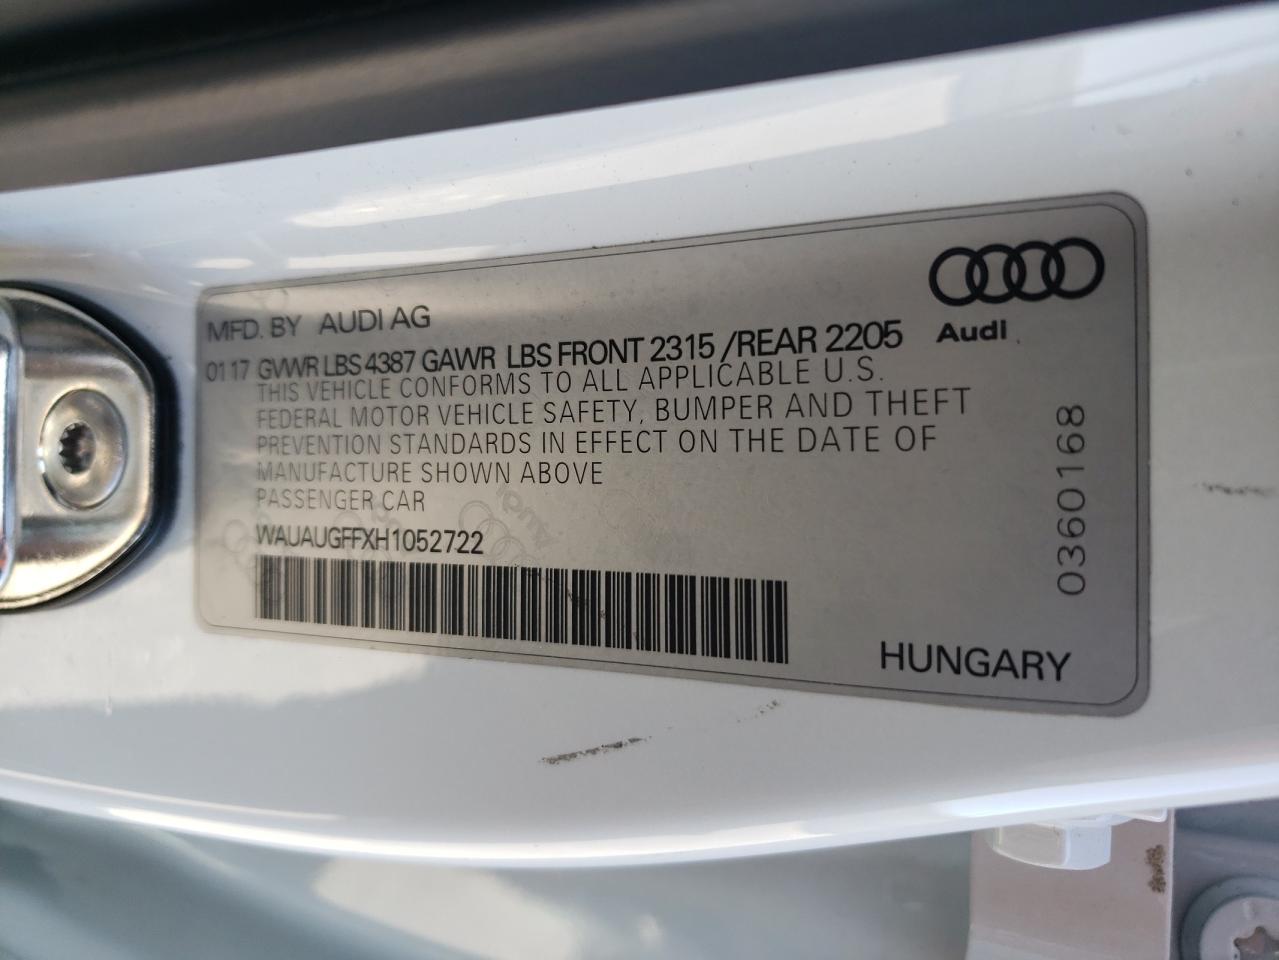 MFD. BY AUDI AG
Audi
01 17 GVWR LBS 4387 GAWR LBS FRONT 2315 / REAR 2205
THIS VEHICLE CONFORMS TO ALL APPLICABLE U.S.
FEDERAL MOTOR VEHICLE SAFETY, BUMPER AND THEFT
PREVENTION STANDARDS IN EFFECT ON THE DATE OF
MANUFACTURE SHOWN ABOVE
PASSENGER CAR
WAUAUGFFXH1052722
0360168
HUNGARY